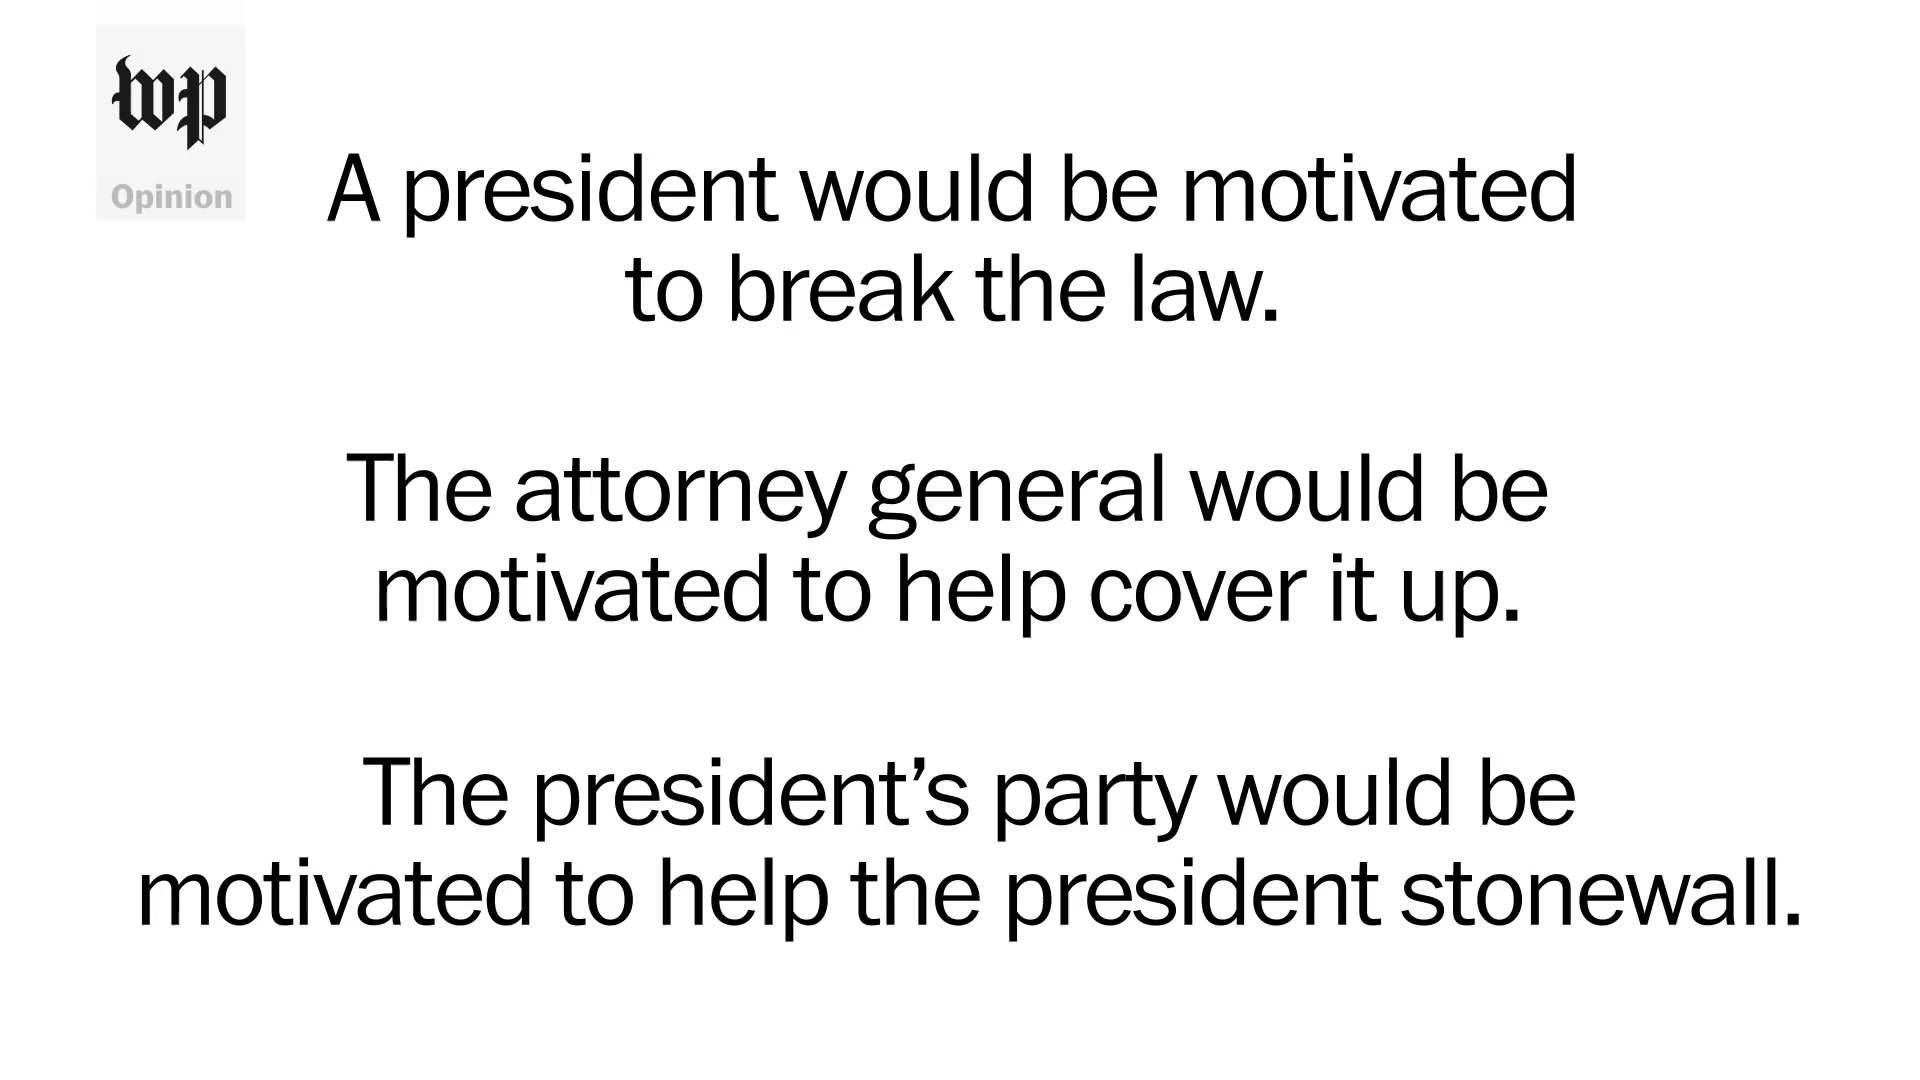 wp
Opinion
A president would be motivated
to break the law.
The attorney general would be
motivated to help cover it up.
The president’s party would be
motivated to help the president stonewall.